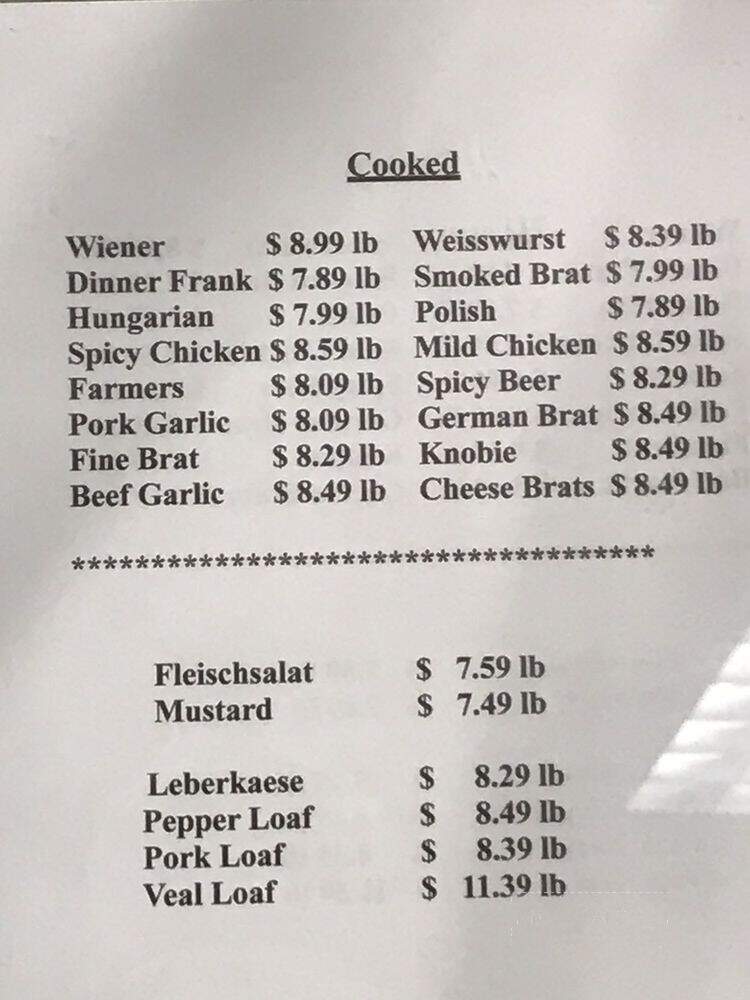 Cooked
Wiener $ 8.99 lb Weisswurst $ 8.39 lb
Dinner Frank $ 7.89 lb Smoked Brat $ 7.99 lb
Hungarian $ 7.99 lb Polish $ 7.89 lb
Spicy Chicken $ 8.59 lb Mild Chicken $ 8.59 lb
Farmers $ 8.09 lb Spicy Beer $ 8.29 lb
Pork Garlic $ 8.09 lb German Brat $ 8.49 lb
Fine Brat $ 8.29 lb Knobie $ 8.49 lb
Beef Garlic $ 8.49 lb Cheese Brats $ 8.49 lb
*************************************
Fleischsalat $ 7.59 lb
Mustard $ 7.49 lb
Leberkaese $ 8.29 lb
Pepper Loaf $ 8.49 lb
Pork Loaf $ 8.39 lb
Veal Loaf $ 11.39 lb